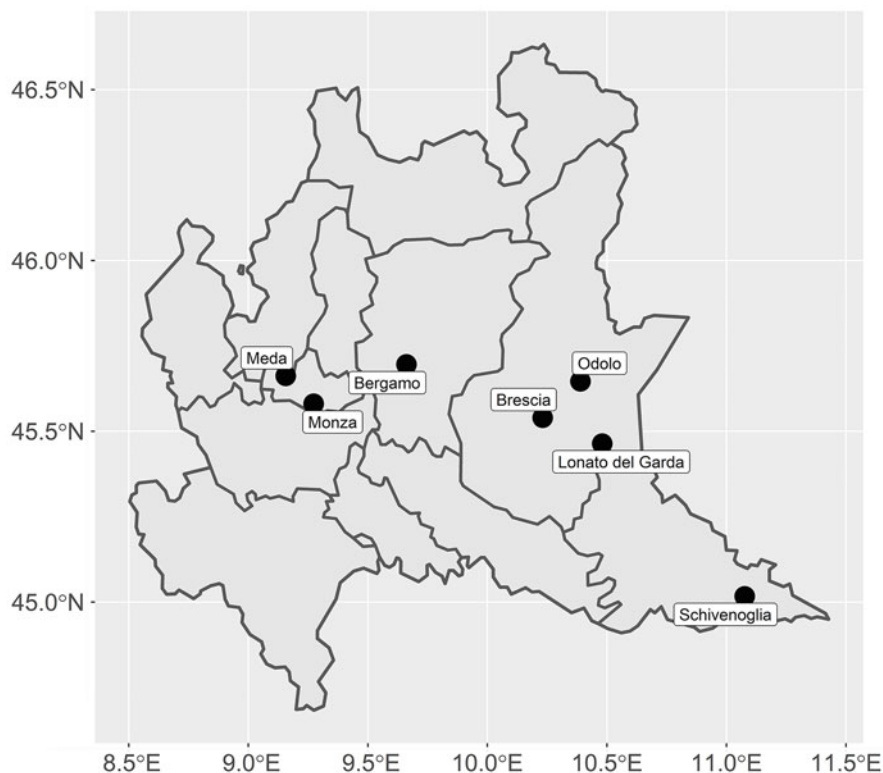 46.5°N
46.0°N
45.5°N
45.0°N
Meda
Monza
Bergamo
Odolo
Brescia
Lonato del Garda
Schivenoglia
8.5°E 9.0°E 9.5°E 10.0°E 10.5°E 11.0°E 11.5°E